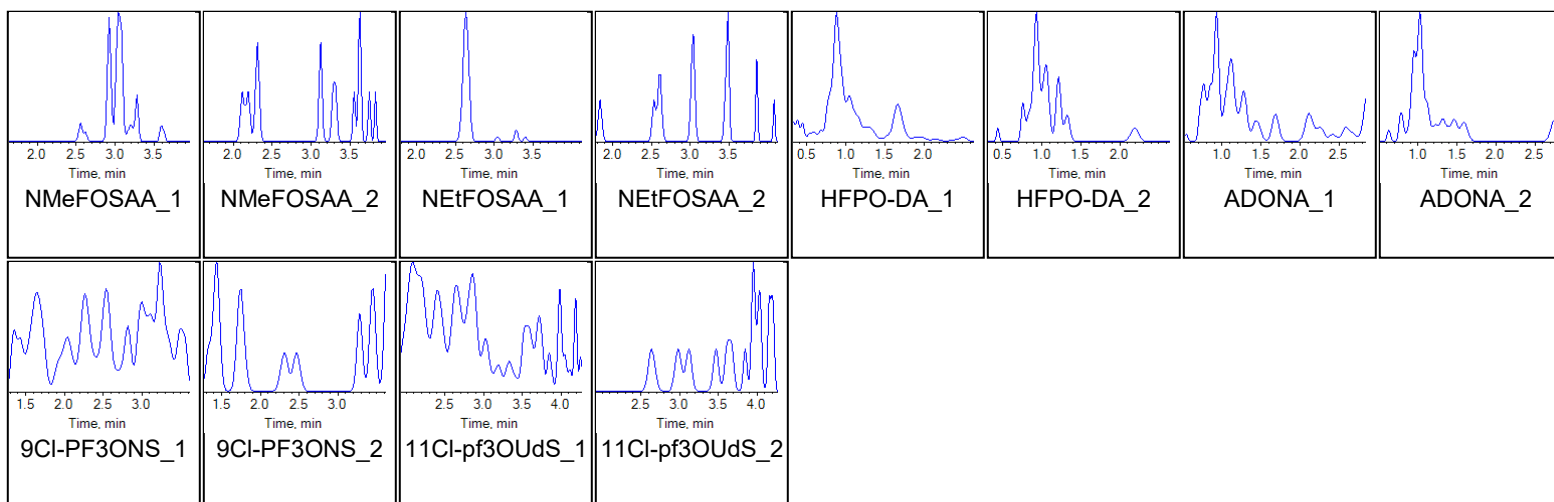 2.0 2.5 3.0 3.5
Time, min
NMeFOSAA_1
2.0 2.5 3.0 3.5
Time, min
NMeFOSAA_2
2.0 2.5 3.0 3.5
Time, min
NEtFOSAA_1
2.0 2.5 3.0 3.5
Time, min
NEtFOSAA_2
0.5 1.0 1.5 2.0
Time, min
HFPO-DA_1
0.5 1.0 1.5 2.0
Time, min
HFPO-DA_2
1.0 1.5 2.0 2.5
Time, min
ADONA_1
1.0 1.5 2.0 2.5
Time, min
ADONA_2
1.5 2.0 2.5 3.0
Time, min
9Cl-PF3ONS_1
1.5 2.0 2.5 3.0
Time, min
9Cl-PF3ONS_2
2.5 3.0 3.5 4.0
Time, min
11Cl-pf3OUdS_1
2.5 3.0 3.5 4.0
Time, min
11Cl-pf3OUdS_2